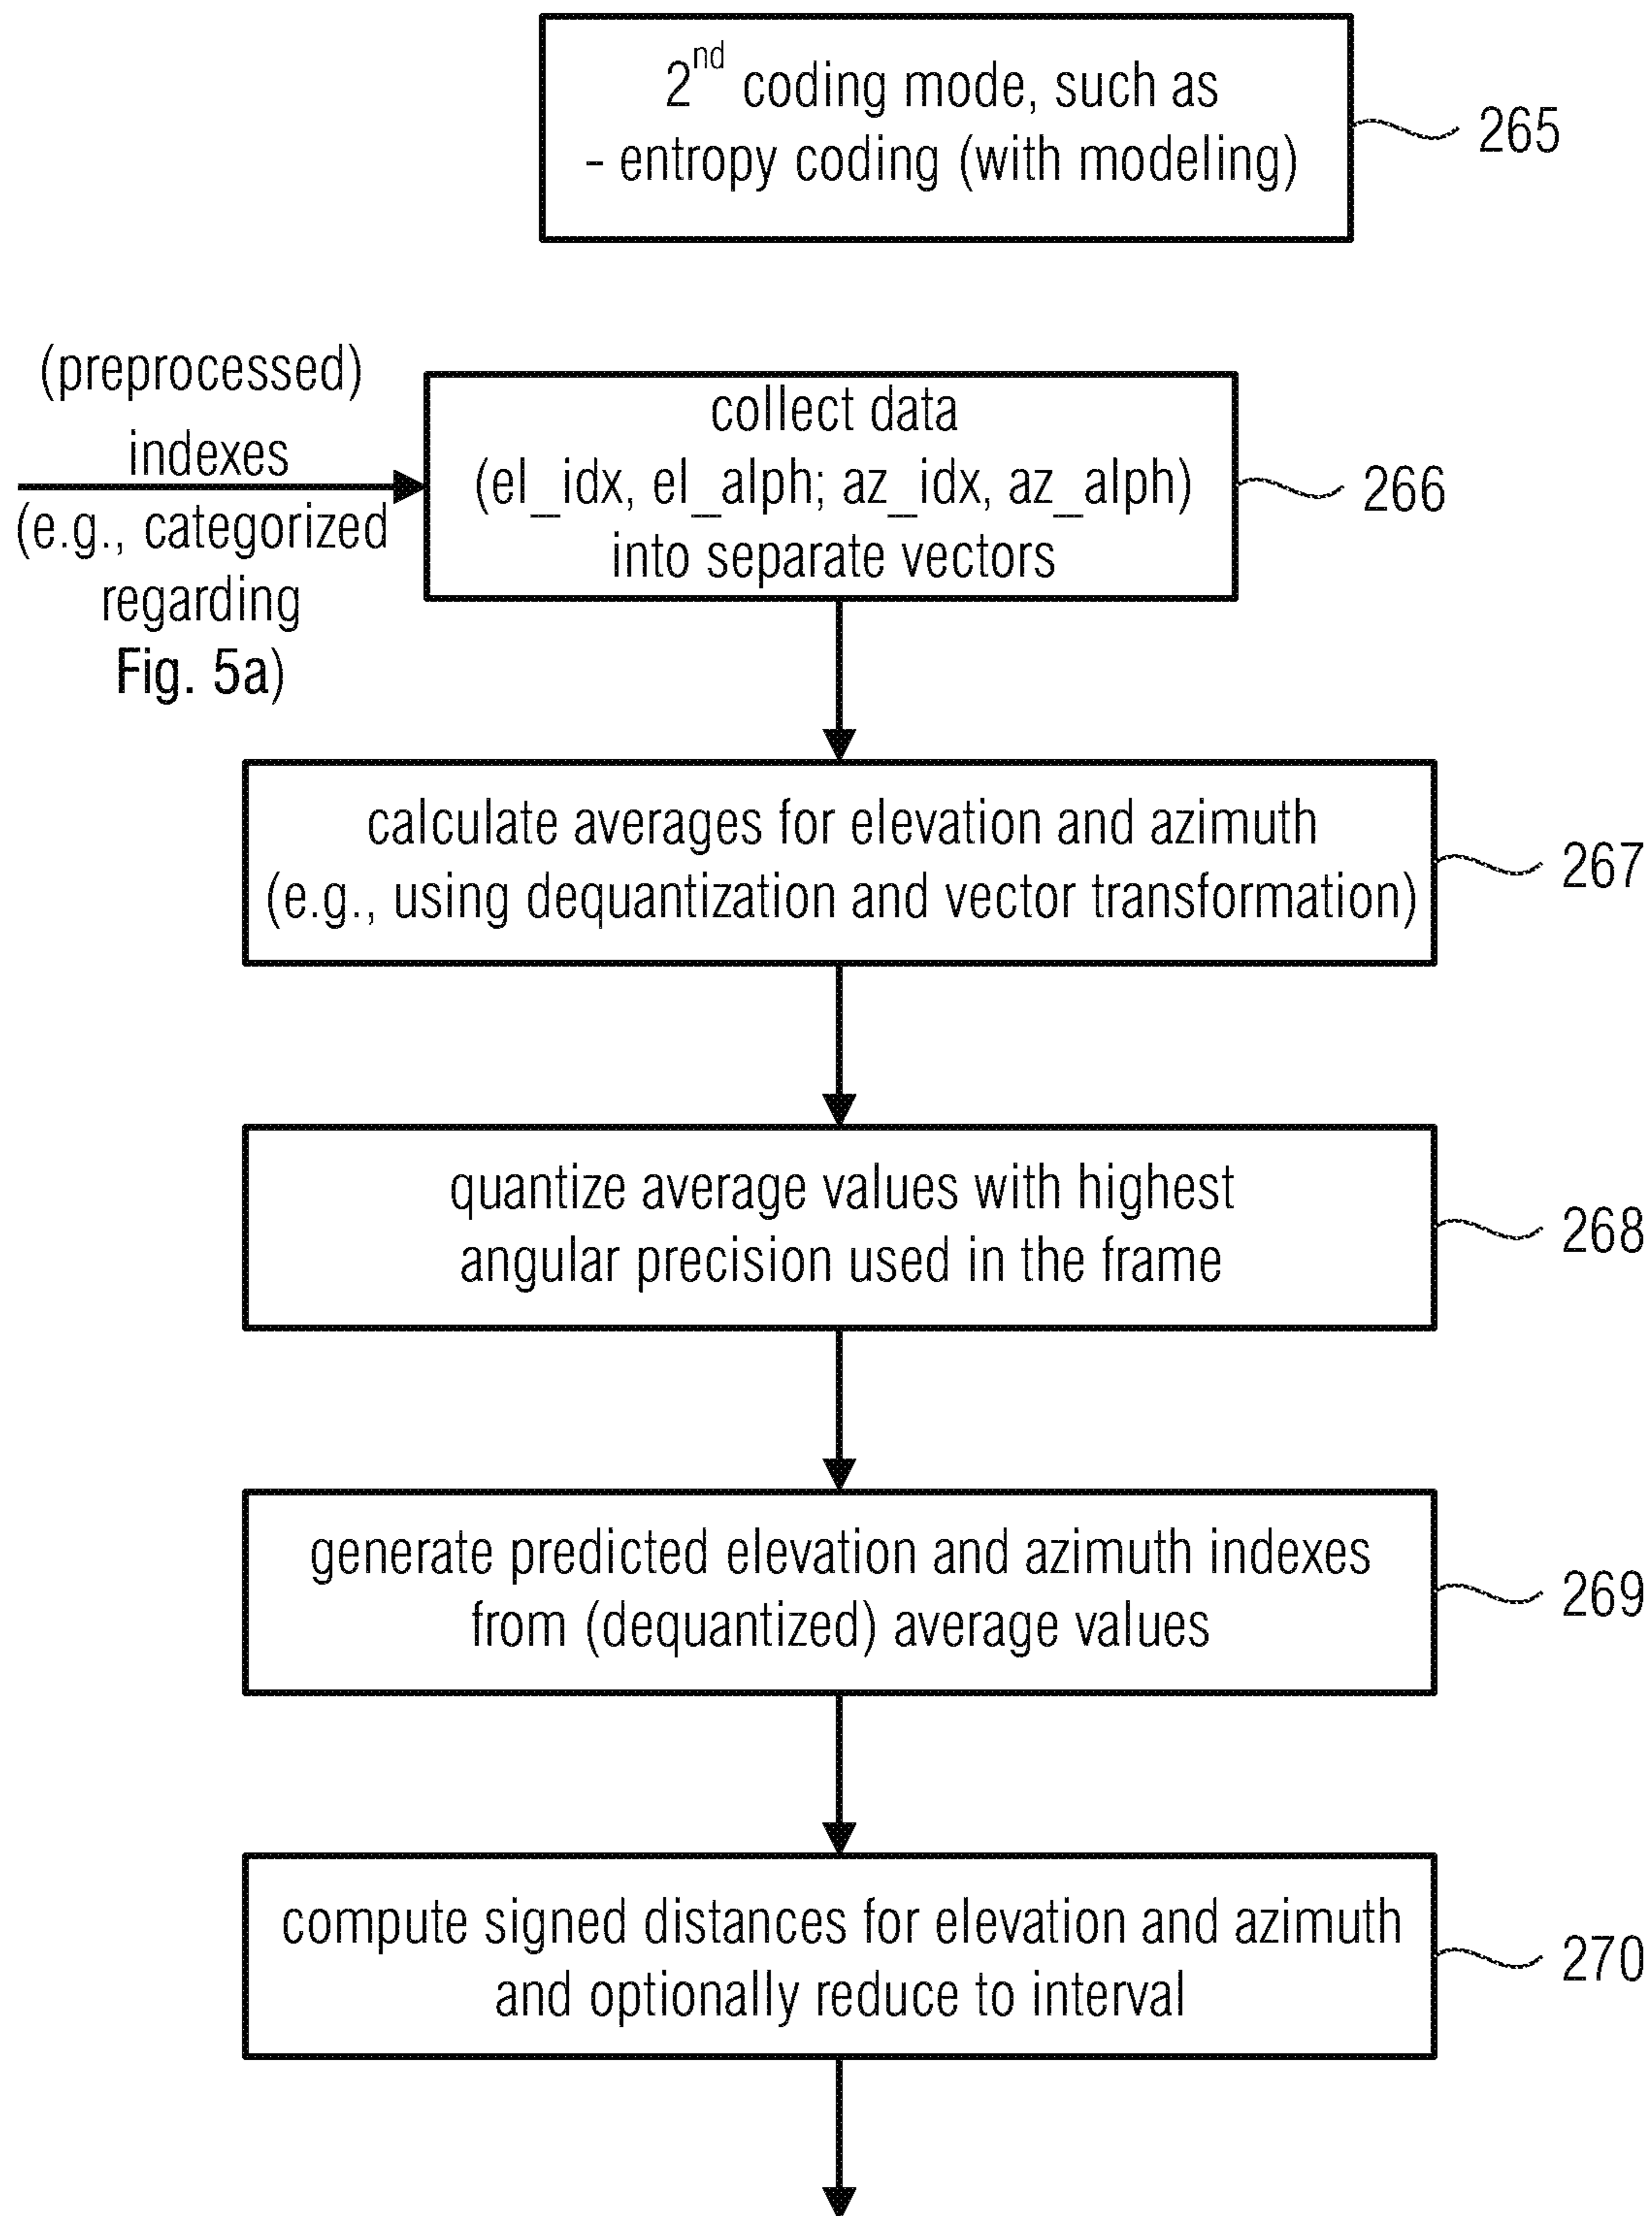 2nd coding mode, such as
- entropy coding (with modeling)
265
(preprocessed)
indexes
(e.g., categorized
regarding
Fig. 5a)
collect data
(el_idx, el_alph; az_idx, az_alph)
into separate vectors
266
calculate averages for elevation and azimuth
(e.g., using dequantization and vector transformation)
267
quantize average values with highest
angular precision used in the frame
268
generate predicted elevation and azimuth indexes
from (dequantized) average values
269
compute signed distances for elevation and azimuth
and optionally reduce to interval
270